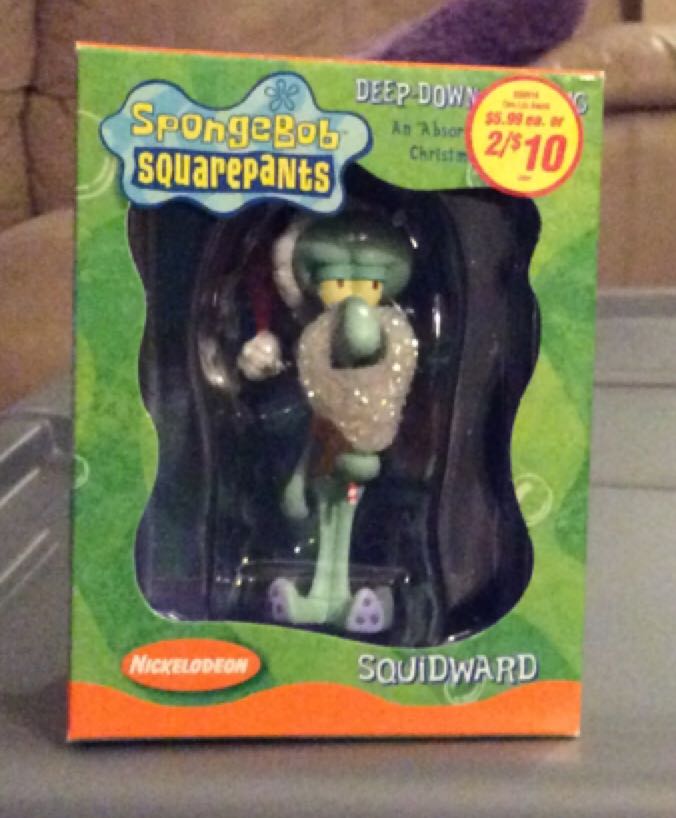 SpongeBob
SQUAREPANTS
DEEP-DOWN
An Absor
Christm
$5.99 ea. or
2/$10
NICKELODEON
SQUIDWARD